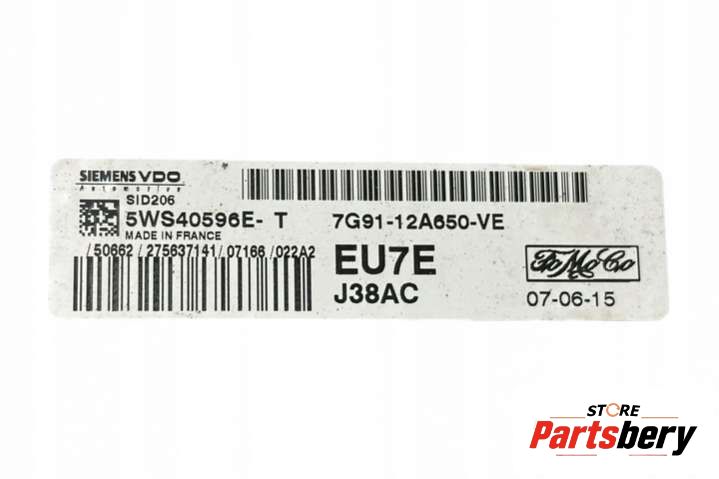 SIEMENS VDO
Automotive
SID206
5WS40596E- T
MADE IN FRANCE
/50662/275637141/07166/022A2
7G91-12A650-VE
EU7E
J38AC
FoMoCo
07-06-15
STORE
Partsbery